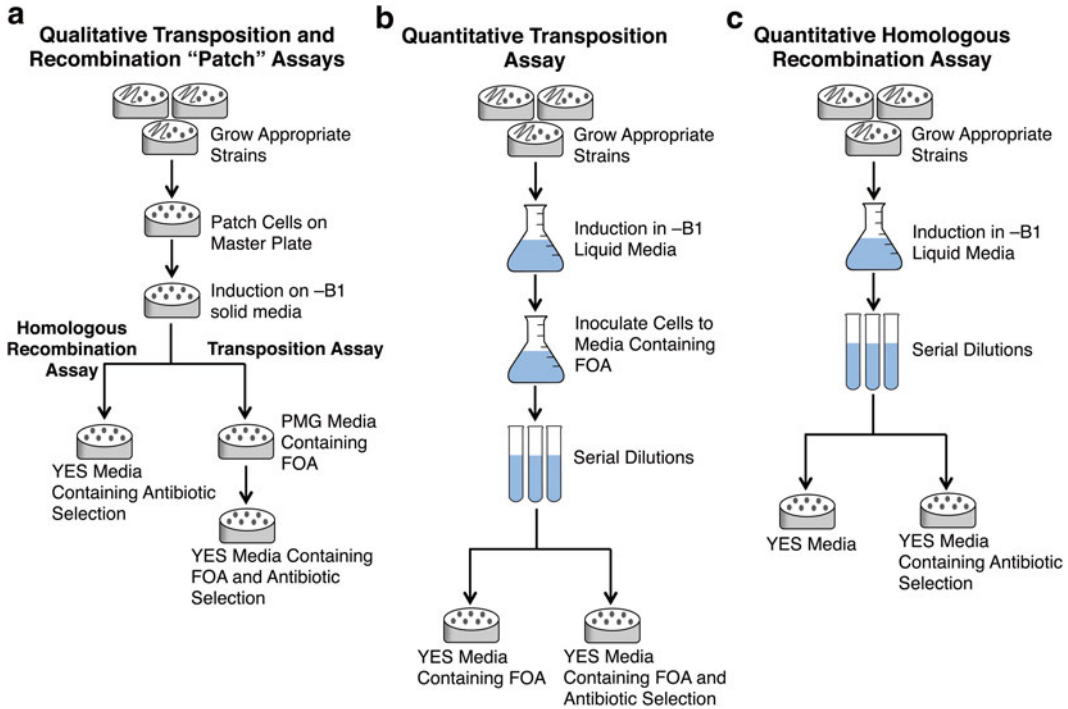 a
Qualitative Transposition and
Recombination “Patch” Assays
Grow Appropriate
Strains
Patch Cells on
Master Plate
Induction on –B1
solid media
Homologous
Recombination
Assay
Transposition Assay
YES Media
Containing Antibiotic
Selection
PMG Media
Containing
FOA
YES Media Containing
FOA and Antibiotic
Selection
b
Quantitative Transposition
Assay
Grow Appropriate
Strains
Induction in –B1
Liquid Media
Inoculate Cells to
Media Containing
FOA
Serial Dilutions
YES Media
Containing FOA
YES Media
Containing FOA and
Antibiotic Selection
c
Quantitative Homologous
Recombination Assay
Grow Appropriate
Strains
Induction in –B1
Liquid Media
Serial Dilutions
YES Media
YES Media
Containing Antibiotic
Selection